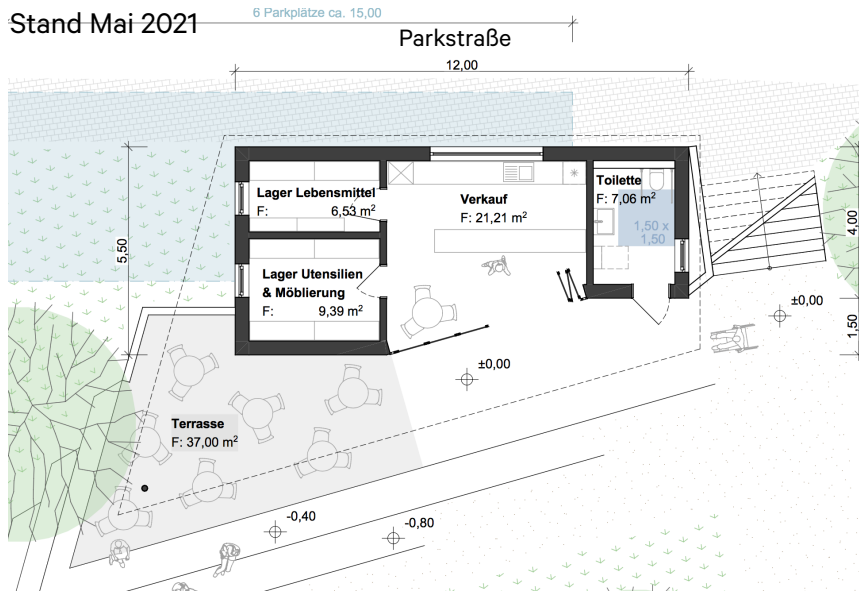 6 Parkplätze ca. 15,00
Stand Mai 2021
Parkstraße
12,00
5,50
4,00
1,50
Lager Lebensmittel
F: 6,53 m²
Verkauf
F: 21,21 m²
Toilette
F: 7,06 m²
1,50 x
1,50
Lager Utensilien
& Möblierung
F: 9,39 m²
±0,00
±0,00
Terrasse
F: 37,00 m²
-0,40
-0,80